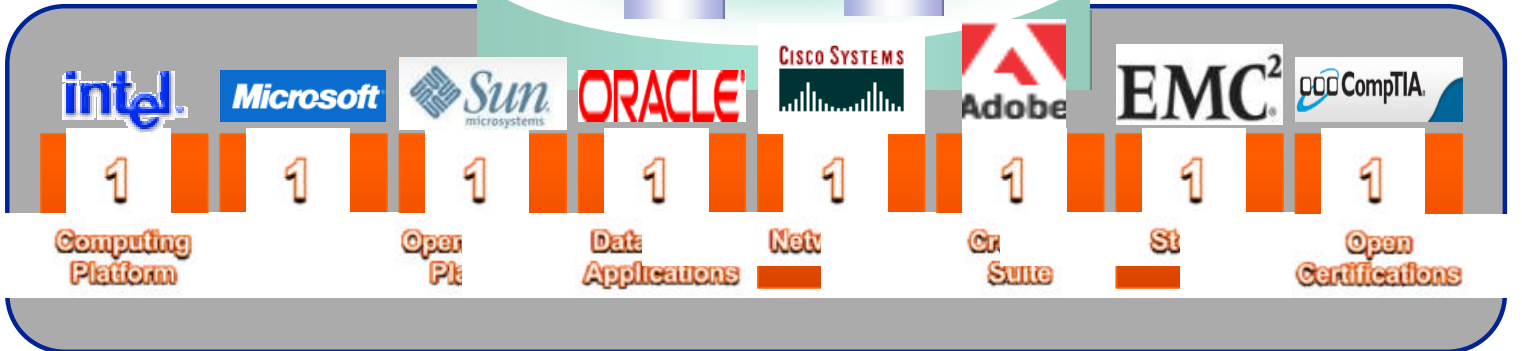 intel.
Microsoft
Sun
microsystems
ORACLE
CISCO SYSTEMS
Adobe
EMC²
CompTIA.
1 1 1 1 1 1 1 1
Computing
Platform
Applications
Suite
Open
Certifications